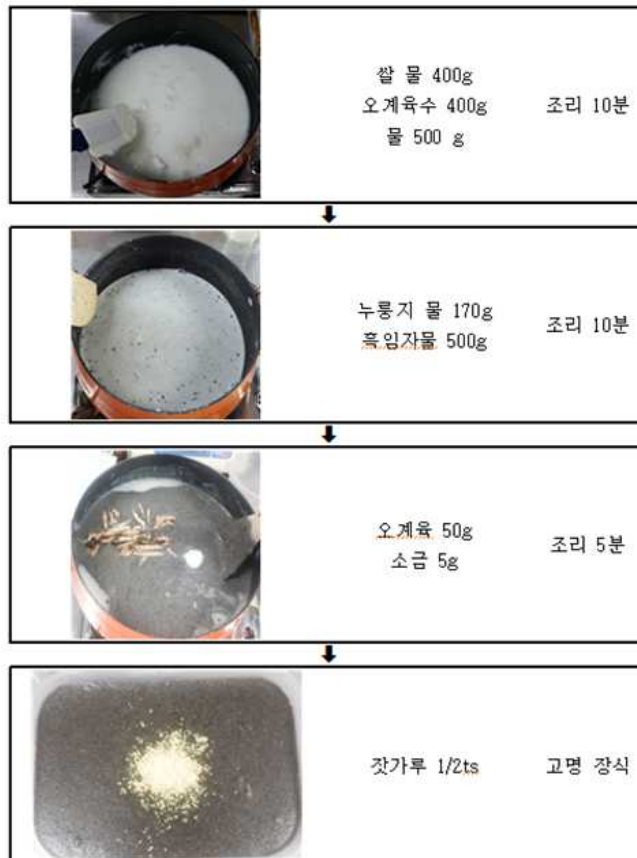 쌀 물 400g
오계육수 400g
물 500 g
조리 10분
누룽지 물 170g
흑임자물 500g
조리 10분
오계육 50g
소금 5g
조리 5분
잣가루 1/2ts
고명 장식